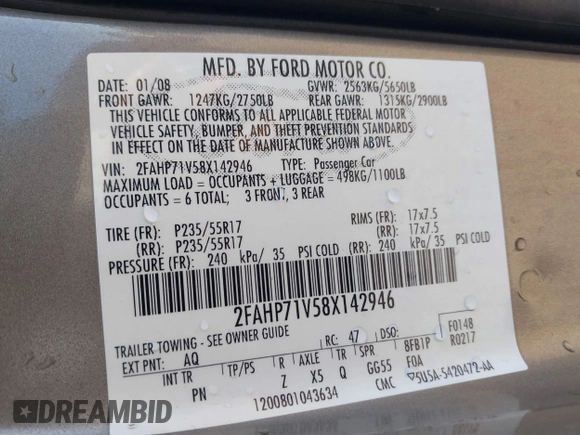 MFD. BY FORD MOTOR CO.
DATE: 01/08 GVWR: 2563KG/5650LB
FRONT GAWR: 1247KG/2750LB REAR GAWR: 1315KG/2900LB
THIS VEHICLE CONFORMS TO ALL APPLICABLE FEDERAL MOTOR
VEHICLE SAFETY, BUMPER, AND THEFT PREVENTION STANDARDS
IN EFFECT ON THE DATE OF MANUFACTURE SHOWN ABOVE.
VIN: 2FAHP71V58X142946 TYPE: Passenger Car
MAXIMUM LOAD = OCCUPANTS + LUGGAGE = 498KG/1100LB
OCCUPANTS = 6 TOTAL; 3 FRONT, 3 REAR
TIRE (FR): P235/55R17 RIMS (FR): 17x7.5
(RR): P235/55R17 (RR): 17x7.5
PRESSURE (FR): 240 kPa/ 35 PSI COLD (RR): 240 kPa/ 35 PSI COLD
2FAHP71V58X142946
TRAILER TOWING - SEE OWNER GUIDE RC: 47 DSO: F0148
EXT PNT: AQ 8FB1P R0217
INT TR TP/PS R AXLE TR SPR F0A
PN Z X5 Q GG55 CMC 5U5A-5420472-AA
1200801043634
© AUTOBIDCAR